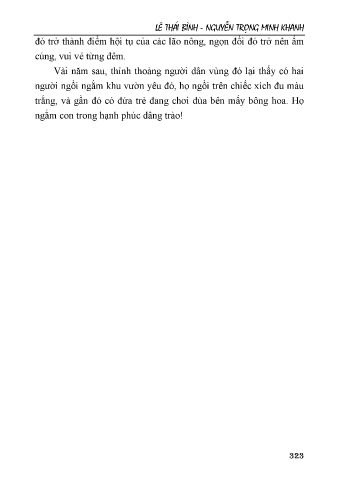 LÊ THÁI BÌNH - NGUYỄN TRỌNG MINH KHANH
đó trở thành điểm hội tụ của các lão nông, ngọn đồi đó trở nên ấm
cúng, vui vẻ từng đêm.
Vài năm sau, thỉnh thoảng người dân vùng đó lại thấy có hai
người ngồi ngắm khu vườn yêu đó, họ ngồi trên chiếc xích đu màu
trắng, và gần đó có đứa trẻ đang chơi đùa bên mấy bông hoa. Họ
ngắm con trong hạnh phúc dâng trào!
323